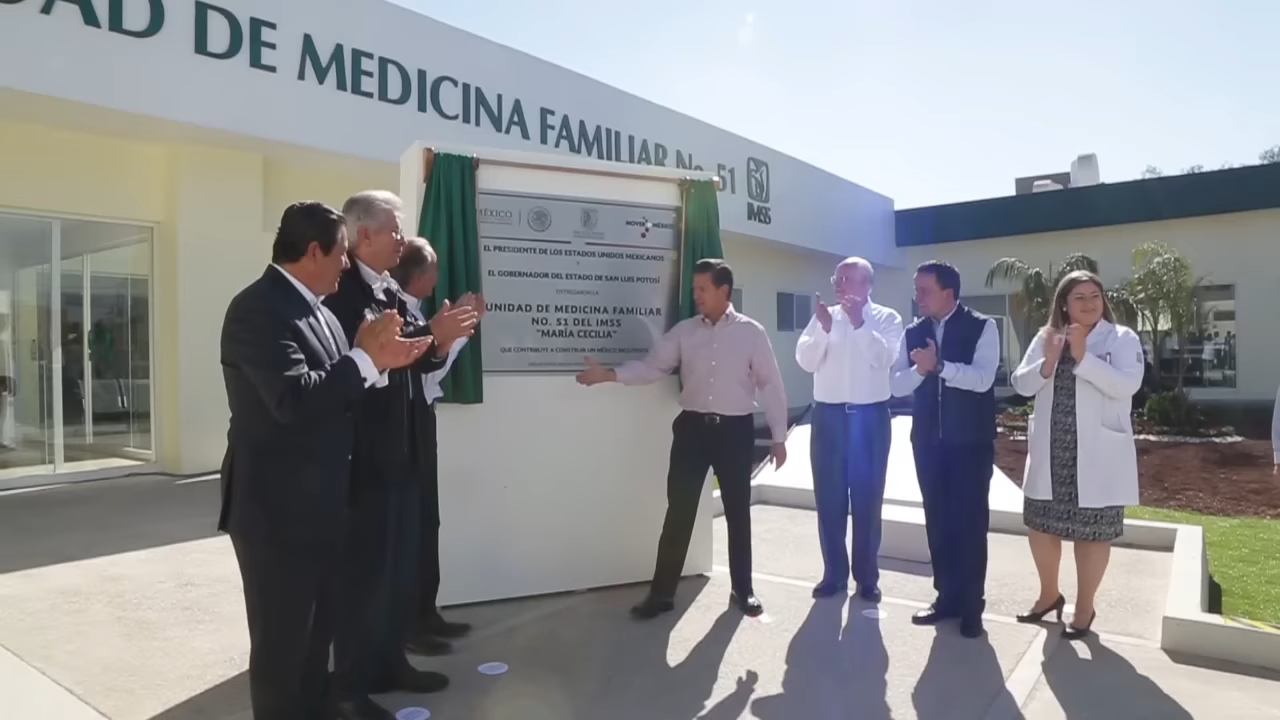 DAD DE MEDICINA FAMILIAR No. 51
IMSS
MÉXICO
MOVER A MÉXICO
EL PRESIDENTE DE LOS ESTADOS UNIDOS MEXICANOS
Y
EL GOBERNADOR DEL ESTADO DE SAN LUIS POTOSÍ
ENTREGARON LA
UNIDAD DE MEDICINA FAMILIAR
NO. 51 DEL IMSS
"MARÍA CECILIA"
QUE CONTRIBUYE A CONSTRUIR UN MÉXICO INCLUYENTE